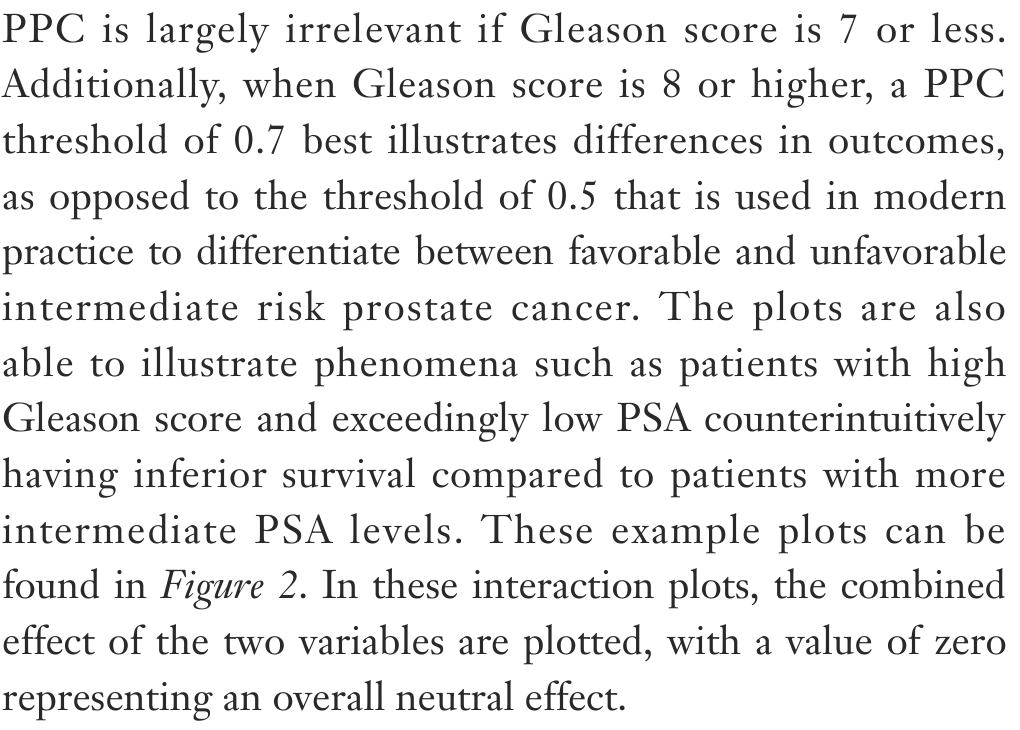 PPC is largely irrelevant if Gleason score is 7 or less.
Additionally, when Gleason score is 8 or higher, a PPC
threshold of 0.7 best illustrates differences in outcomes,
as opposed to the threshold of 0.5 that is used in modern
practice to differentiate between favorable and unfavorable
intermediate risk prostate cancer. The plots are also
able to illustrate phenomena such as patients with high
Gleason score and exceedingly low PSA counterintuitively
having inferior survival compared to patients with more
intermediate PSA levels. These example plots can be
found in Figure 2. In these interaction plots, the combined
effect of the two variables are plotted, with a value of zero
representing an overall neutral effect.